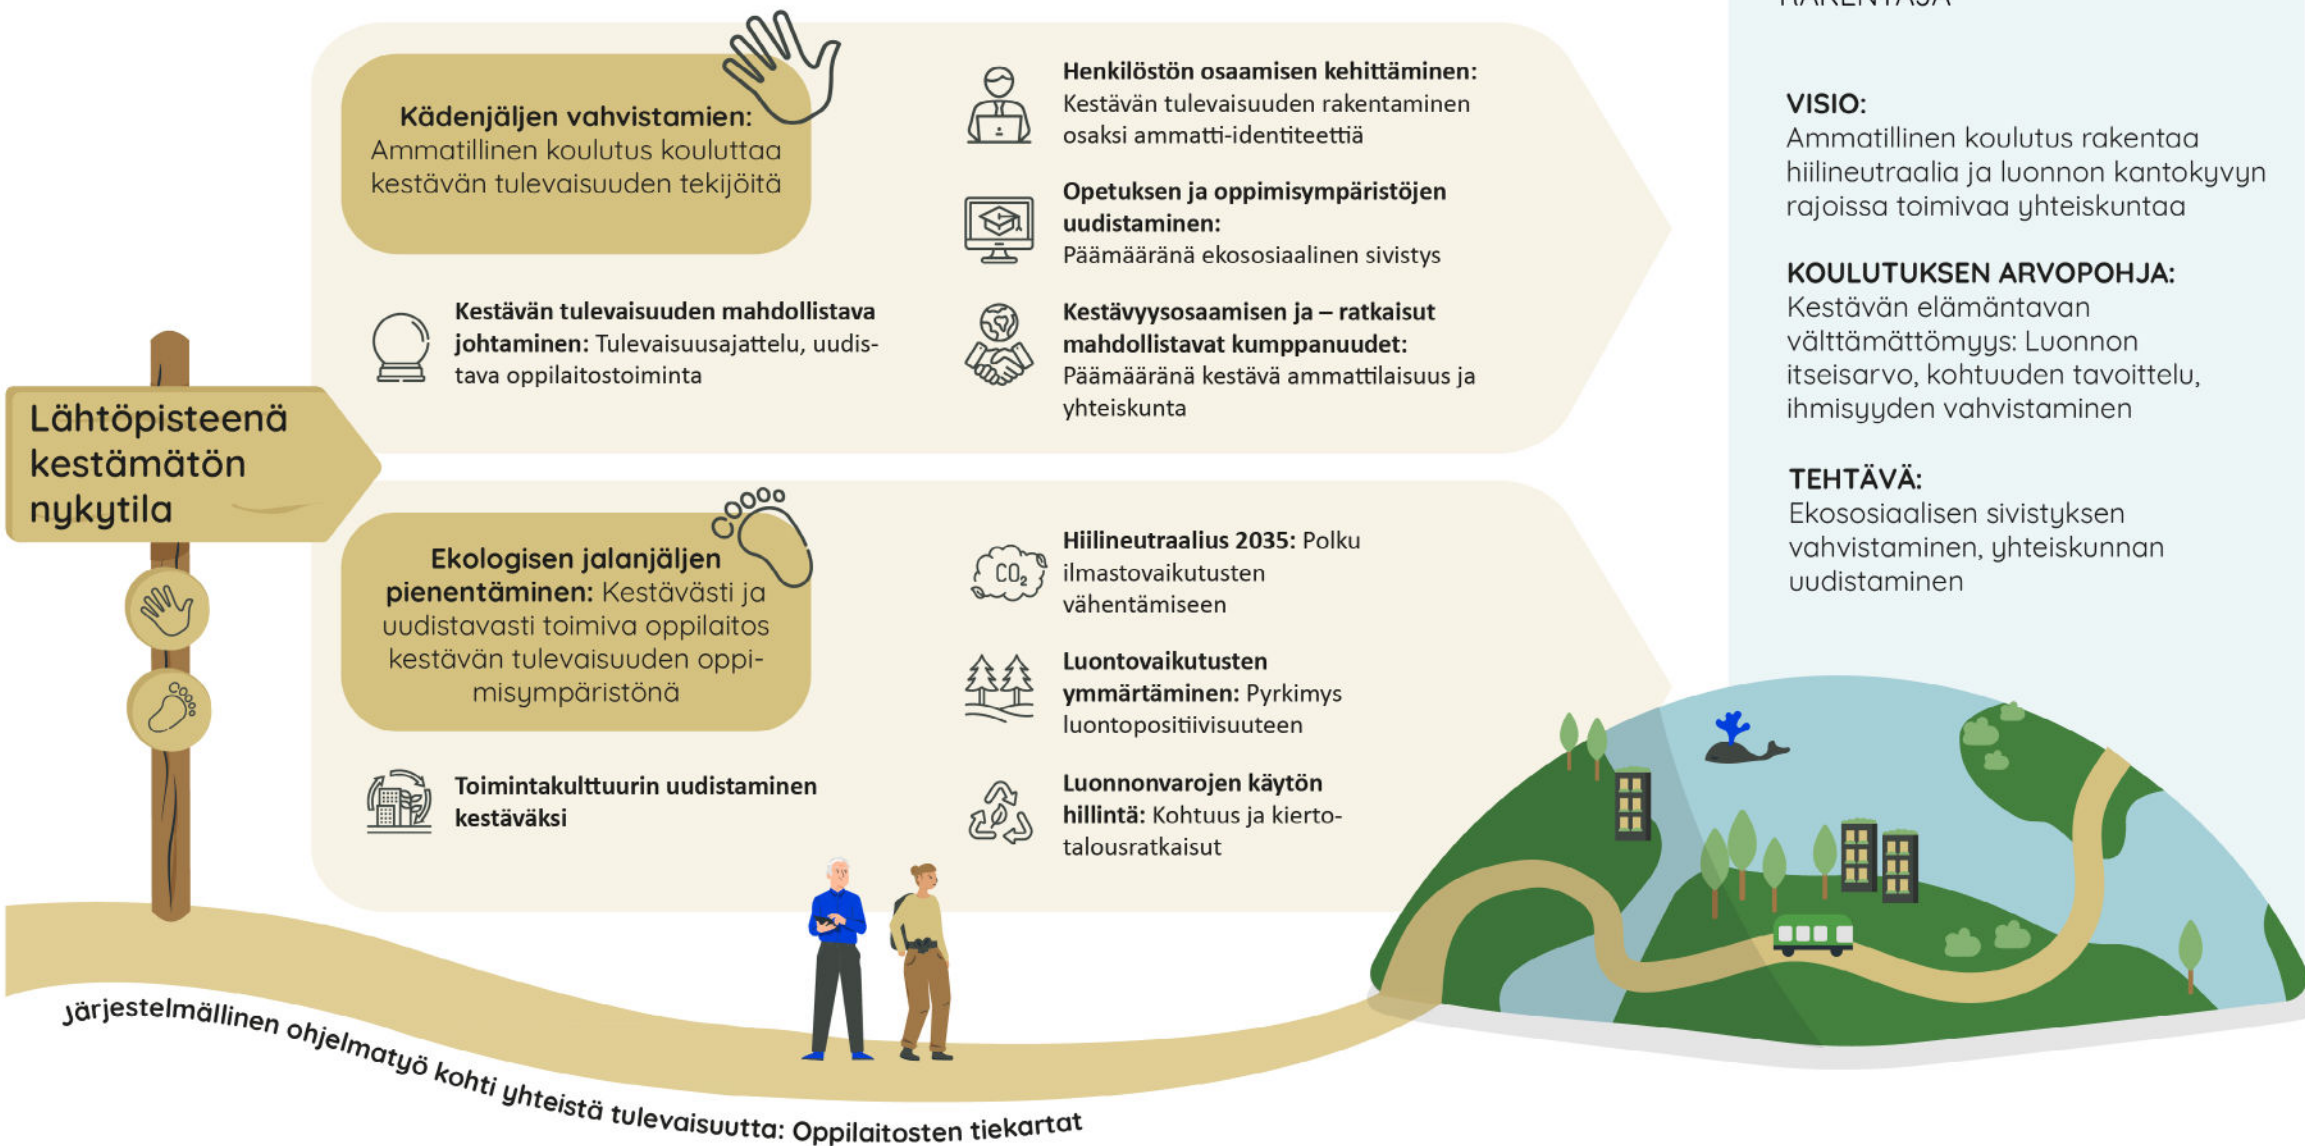 Lähtöpisteenä
kestämätön
nykytila
Kädenjäljen vahvistamien:
Ammatillinen koulutus kouluttaa
kestävän tulevaisuuden tekijöitä
Kestävän tulevaisuuden mahdollistava
johtaminen: Tulevaisuusajattelu, uudis-
tava oppilaitostoiminta
Henkilöstön osaamisen kehittäminen:
Kestävän tulevaisuuden rakentaminen
osaksi ammatti-identiteettiä
Opetuksen ja oppimisympäristöjen
uudistaminen:
Päämääränä ekososiaalinen sivistys
Kestävyysosaamisen ja – ratkaisut
mahdollistavat kumppanuudet:
Päämääränä kestävä ammattilaisuus ja
yhteiskunta
Ekologisen jalanjäljen
pienentäminen: Kestävästi ja
uudistavasti toimiva oppilaitos
kestävän tulevaisuuden oppi-
misympäristönä
Toimintakulttuurin uudistaminen
kestäväksi
CO₂
Hiilineutraalius 2035: Polku
ilmastovaikutusten
vähentämiseen
Luontovaikutusten
ymmärtäminen: Pyrkimys
luontopositiivisuuteen
Luonnonvarojen käytön
hillintä: Kohtuus ja kierto-
talousratkaisut
RAKENTAJA
VISIO:
Ammatillinen koulutus rakentaa
hiilineutraalia ja luonnon kantokyvyn
rajoissa toimivaa yhteiskuntaa
KOULUTUKSEN ARVOPOHJA:
Kestävän elämäntavan
välttämättömyys: Luonnon
itseisarvo, kohtuuden tavoittelu,
ihmisyyden vahvistaminen
TEHTÄVÄ:
Ekososiaalisen sivistyksen
vahvistaminen, yhteiskunnan
uudistaminen
Järjestelmällinen ohjelmatyö kohti yhteistä tulevaisuutta: Oppilaitosten tiekartat